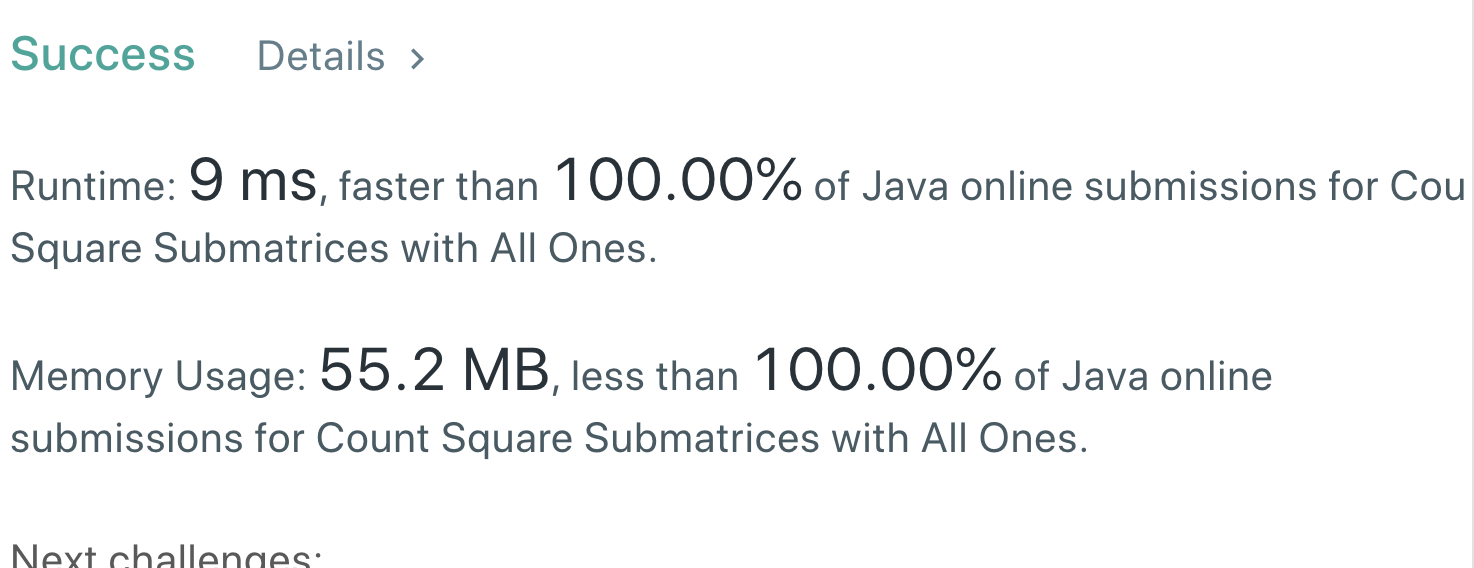 Success Details >
Runtime: 9 ms, faster than 100.00% of Java online submissions for Cou
Square Submatrices with All Ones.
Memory Usage: 55.2 MB, less than 100.00% of Java online
submissions for Count Square Submatrices with All Ones.
Next challenges: